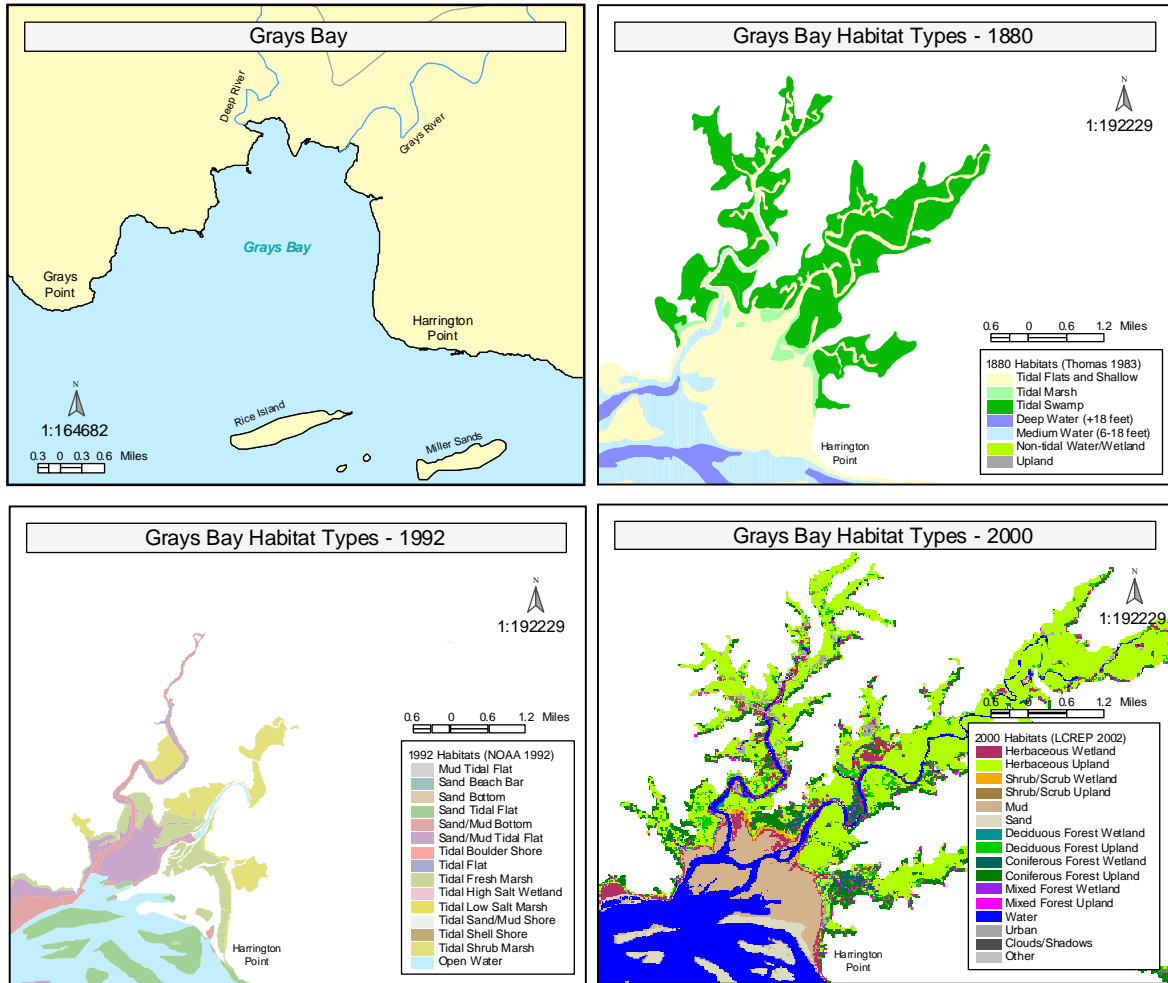 Grays Bay
Deep River
Grays River
Grays Bay
Grays
Point
Harrington
Point
Rice Island
Miller Sands
N
1:164682
0.3 0 0.3 0.6 Miles
Grays Bay Habitat Types - 1880
N
1:192229
0.6 0 0.6 1.2 Miles
1880 Habitats (Thomas 1983)
Tidal Flats and Shallow
Tidal Marsh
Tidal Swamp
Deep Water (+18 feet)
Medium Water (6-18 feet)
Non-tidal Water/Wetland
Upland
Harrington
Point
Grays Bay Habitat Types - 1992
N
1:192229
0.6 0 0.6 1.2 Miles
1992 Habitats (NOAA 1992)
Mud Tidal Flat
Sand Beach Bar
Sand Bottom
Sand Tidal Flat
Sand/Mud Bottom
Sand/Mud Tidal Flat
Tidal Boulder Shore
Tidal Flat
Tidal Fresh Marsh
Tidal High Salt Wetland
Tidal Low Salt Marsh
Tidal Sand/Mud Shore
Tidal Shell Shore
Tidal Shrub Marsh
Open Water
Harrington
Point
Grays Bay Habitat Types - 2000
N
1:192229
0.6 0 0.6 1.2 Miles
2000 Habitats (LCREP 2002)
Herbaceous Wetland
Herbaceous Upland
Shrub/Scrub Wetland
Shrub/Scrub Upland
Mud
Sand
Deciduous Forest Wetland
Deciduous Forest Upland
Coniferous Forest Wetland
Coniferous Forest Upland
Mixed Forest Wetland
Mixed Forest Upland
Water
Urban
Clouds/Shadows
Other
Harrington
Point